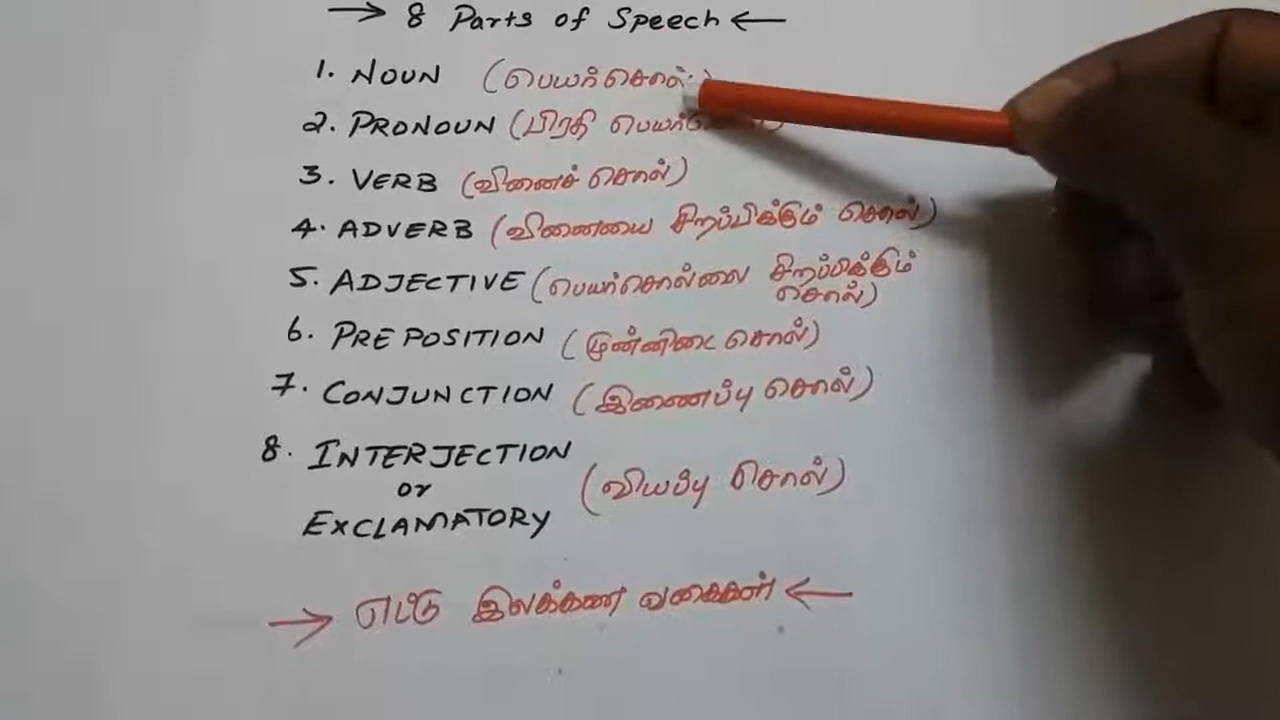 → 8 Parts of Speech ←
1. NOUN (பெயர்சொல்)
2. PRONOUN (பிரதி
3. VERB (வினைச் சொல்)
4. ADVERB (வினையை சிறப்பிக்கும் சொல்)
5. ADJECTIVE (பெயர்சொல்லை சிறப்பிக்கும்
சொல்)
6. PREPOSITION (முன்னிடை சொல்)
7. CONJUNCTION (இணைப்பு சொல்)
8. INTERJECTION
or
EXCLAMATORY (வியப்பு சொல்)
→ எட்டு இலக்கண வகைகள் ←